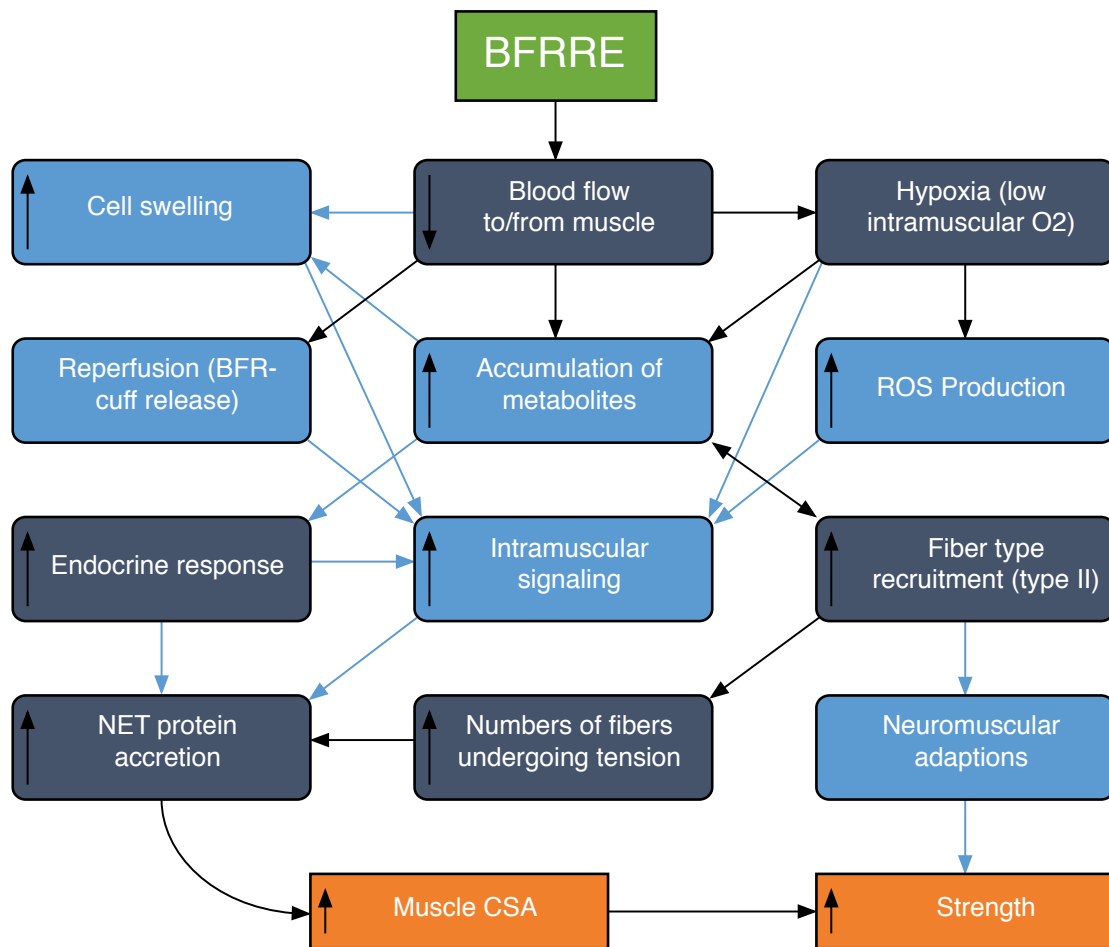 BFRRE
Cell swelling
Blood flow
to/from muscle
Hypoxia (low
intramuscular O2)
Reperfusion (BFR-
cuff release)
Accumulation of
metabolites
ROS Production
Endocrine response
Intramuscular
signaling
Fiber type
recruitment (type II)
NET protein
accretion
Numbers of fibers
undergoing tension
Neuromuscular
adaptions
Muscle CSA
Strength